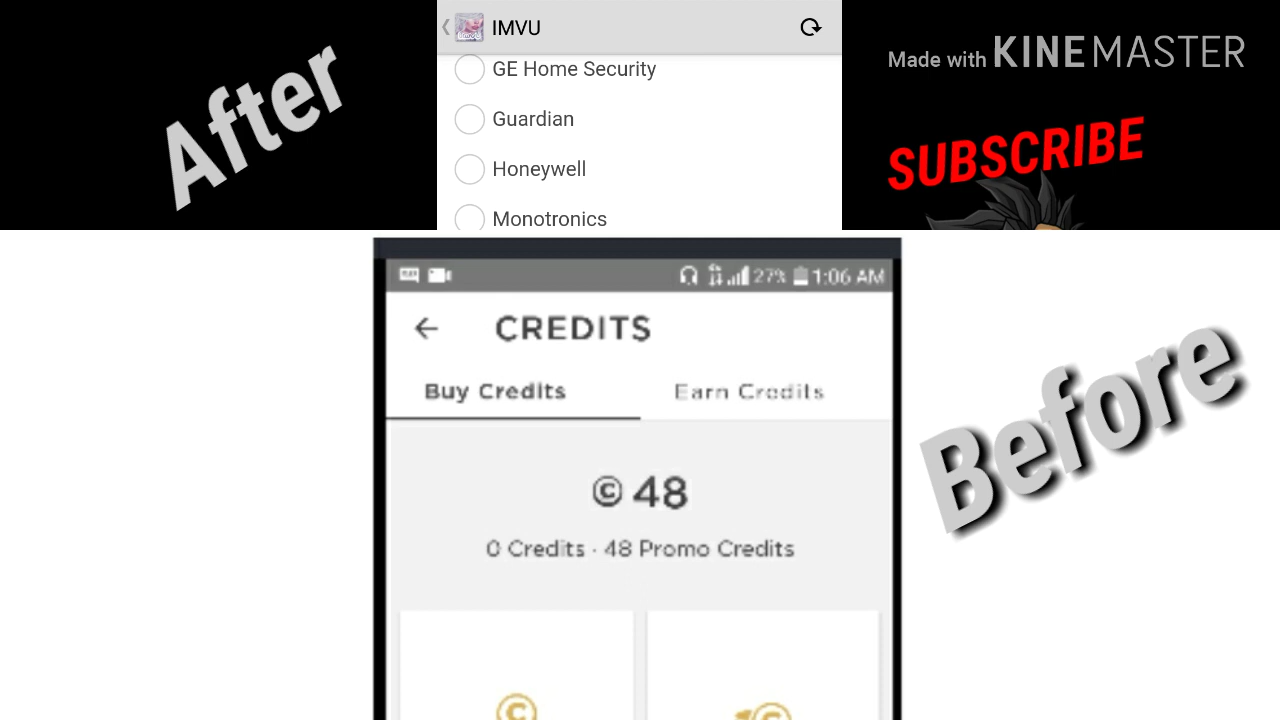 After
IMVU
GE Home Security
Guardian
Honeywell
Monotronics
Made with KINEMASTER
SUBSCRIBE
27% 1:06 AM
CREDITS
Buy Credits
Earn Credits
© 48
0 Credits · 48 Promo Credits
Before